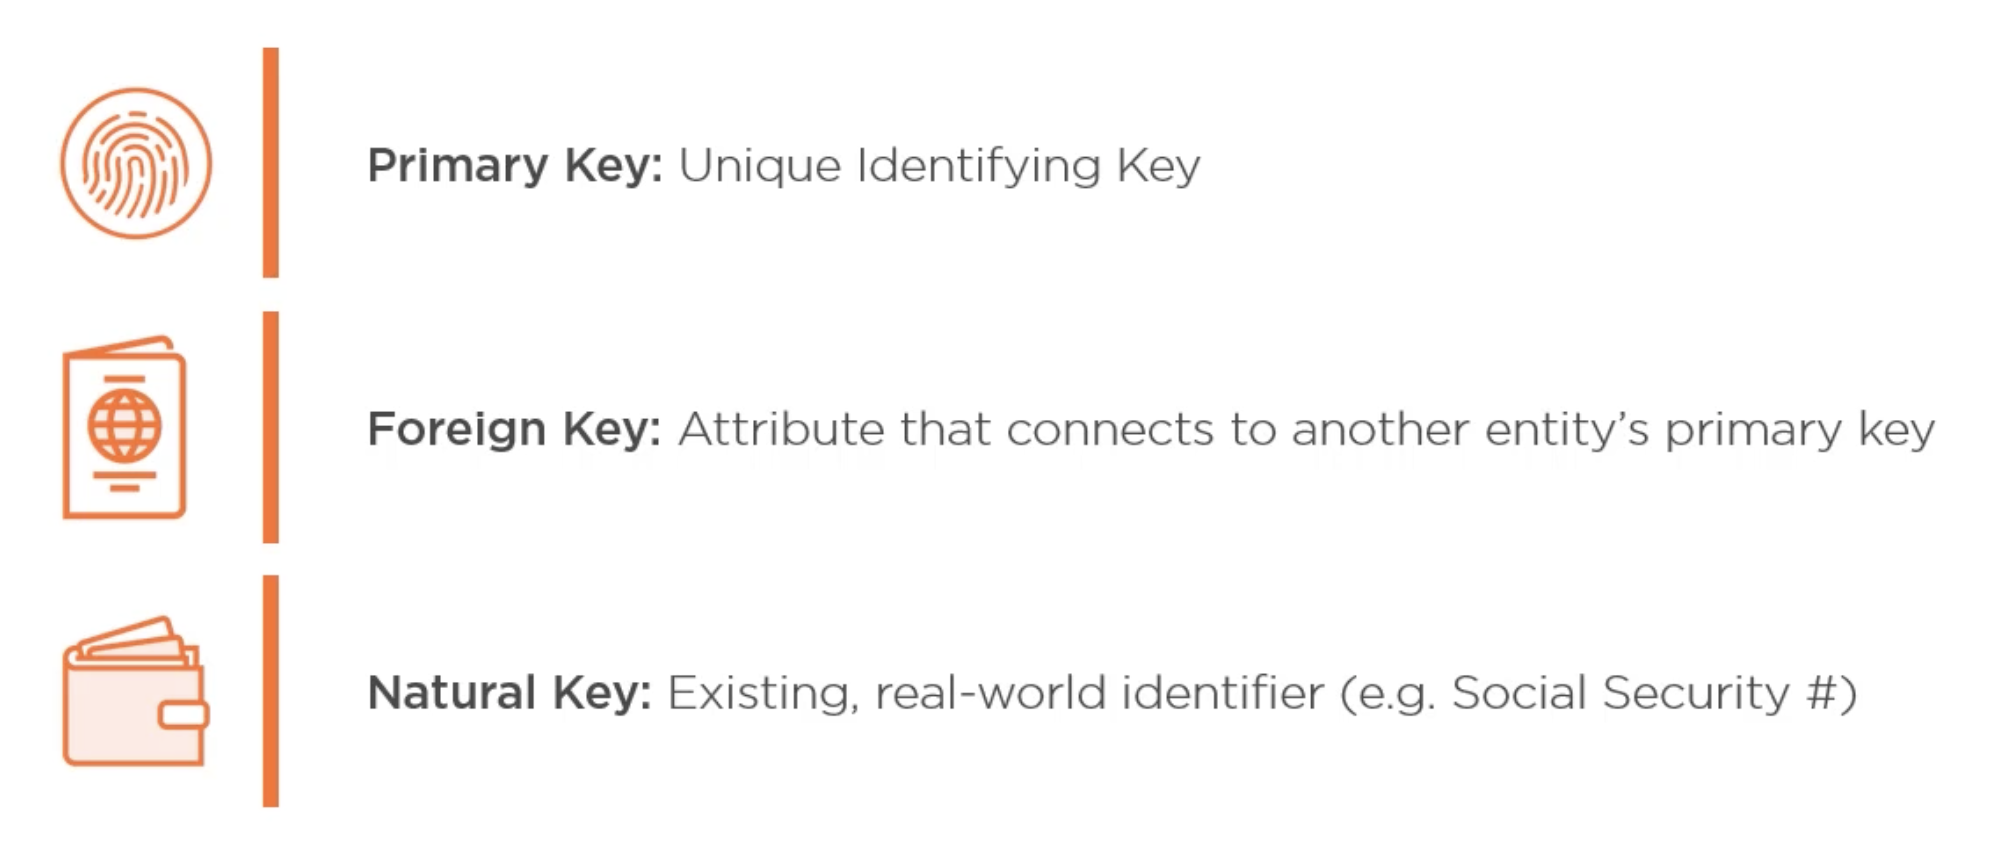 Primary Key: Unique Identifying Key
Foreign Key: Attribute that connects to another entity’s primary key
Natural Key: Existing, real-world identifier (e.g. Social Security #)